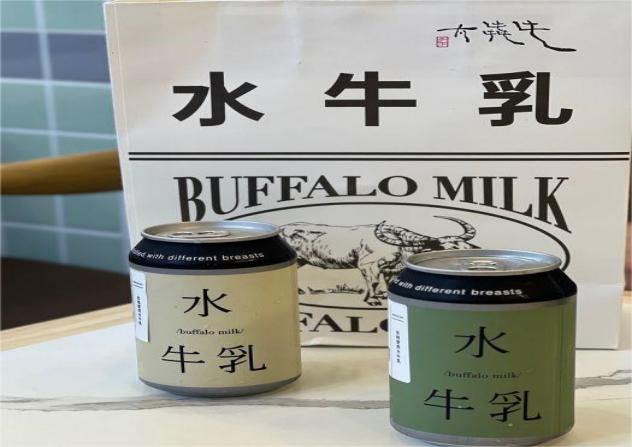 水牛乳
BUFFALO MILK
FALO
with different breasts
水
/buffalo milk/
牛乳
with different breasts
水
/buffalo milk/
牛乳